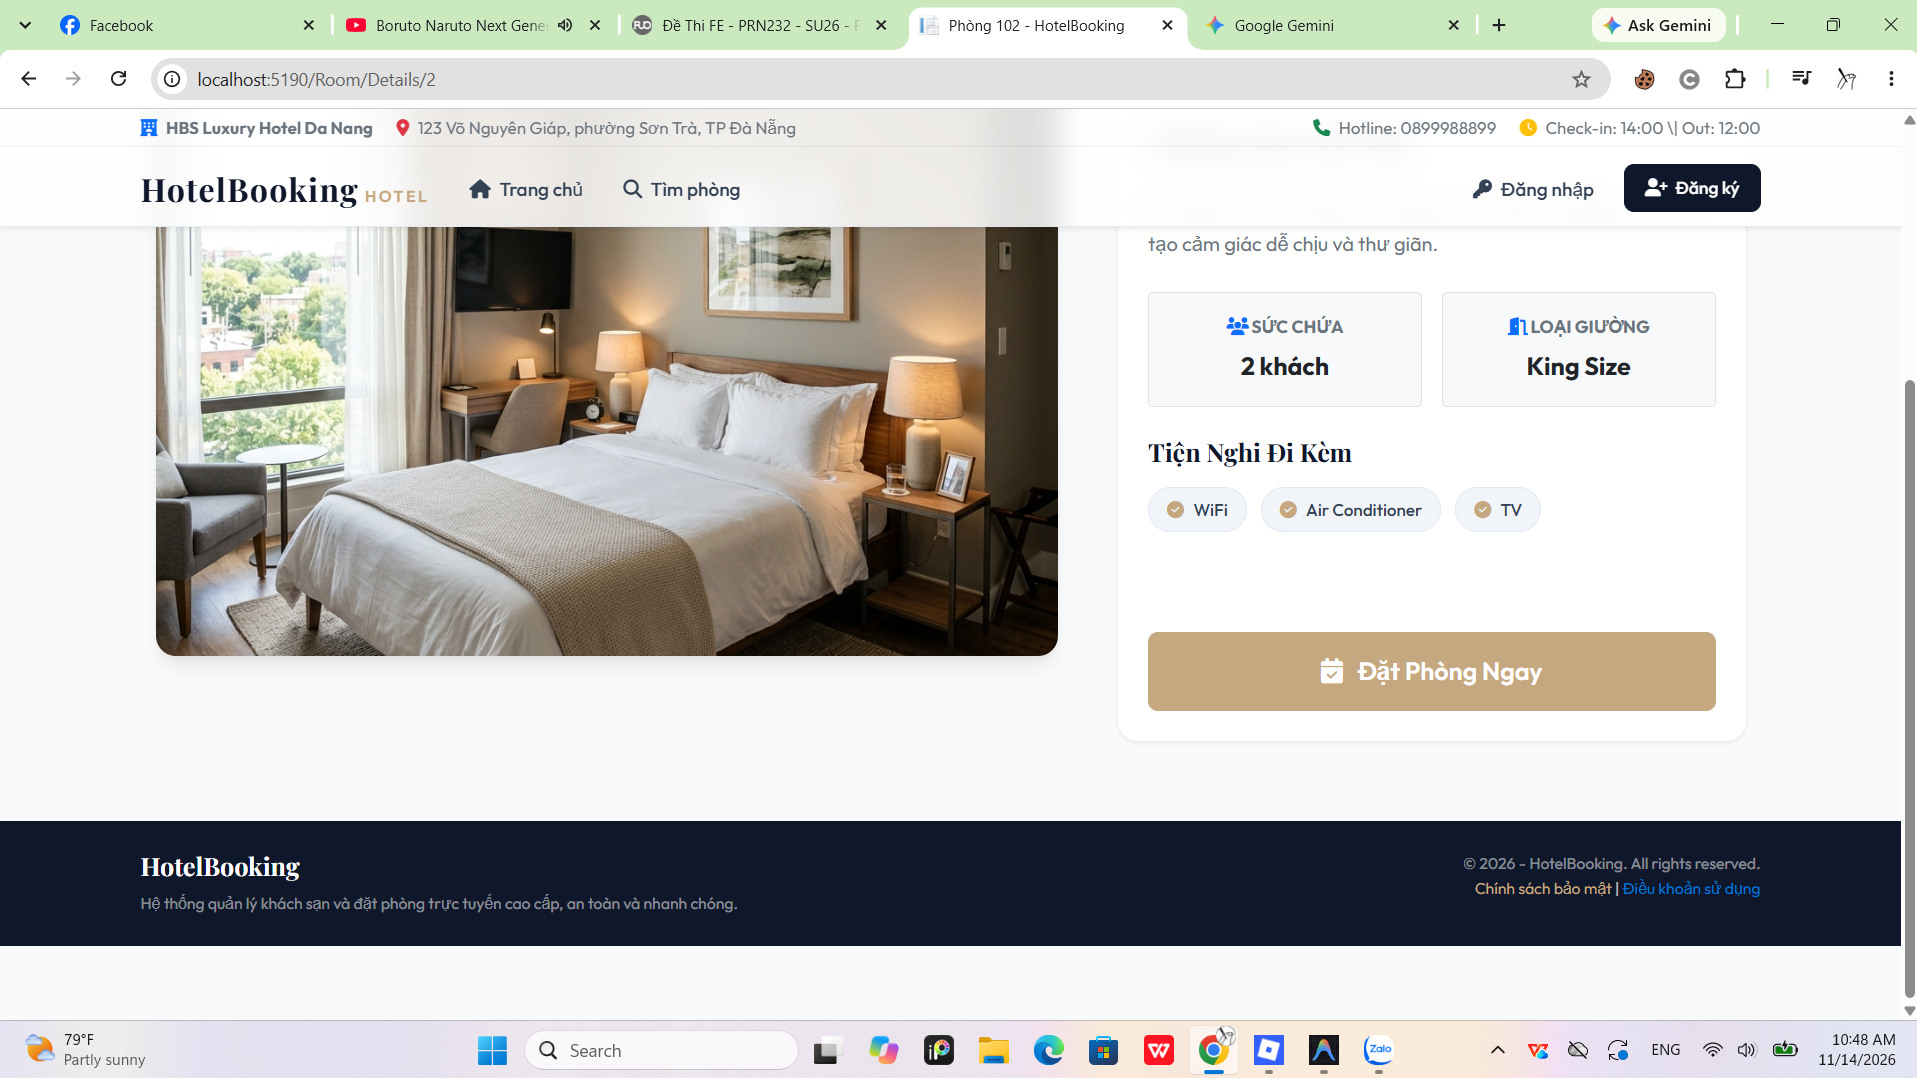 Facebook
Boruto Naruto Next Gene
Đề Thi FE - PRN232 - SU26 - F
Phòng 102 - HotelBooking
Google Gemini
Ask Gemini
localhost:5190/Room/Details/2
HBS Luxury Hotel Da Nang
123 Võ Nguyên Giáp, phường Sơn Trà, TP Đà Nẵng
Hotline: 0899988899
Check-in: 14:00 \| Out: 12:00
HotelBooking HOTEL
Trang chủ
Tìm phòng
Đăng nhập
Đăng ký
tạo cảm giác dễ chịu và thư giãn.
SỨC CHỨA
2 khách
LOẠI GIƯỜNG
King Size
Tiện Nghi Đi Kèm
WiFi
Air Conditioner
TV
Đặt Phòng Ngay
HotelBooking
Hệ thống quản lý khách sạn và đặt phòng trực tuyến cao cấp, an toàn và nhanh chóng.
© 2026 - HotelBooking. All rights reserved.
Chính sách bảo mật | Điều khoản sử dụng
79°F
Partly sunny
Search
Zalo
ENG
10:48 AM
11/14/2026